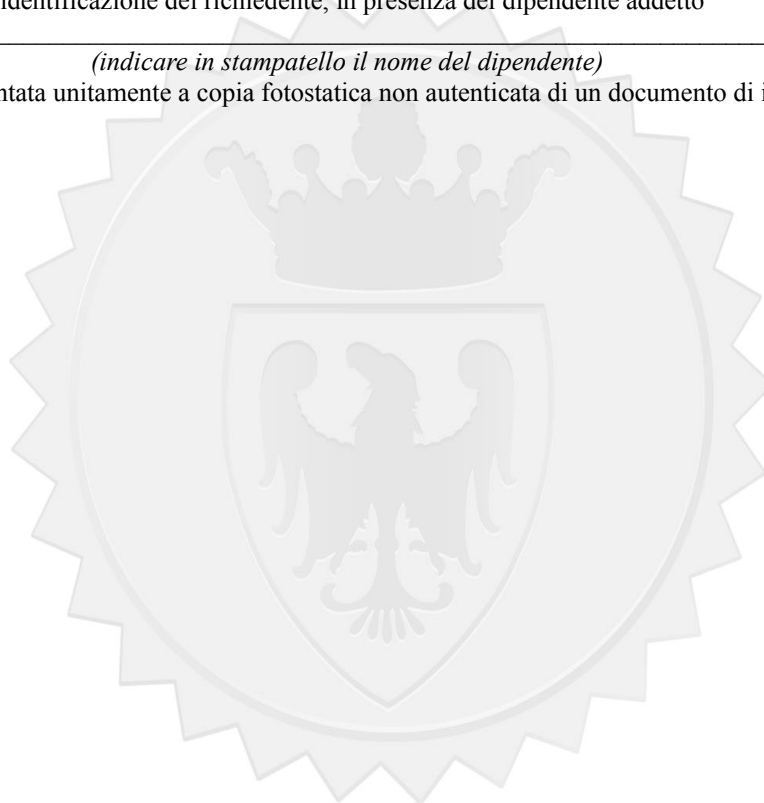 identificazione del richiedente, in presenza del dipendente addetto
(indicare in stampatello il nome del dipendente)
ntata unitamente a copia fotostatica non autenticata di un documento di i